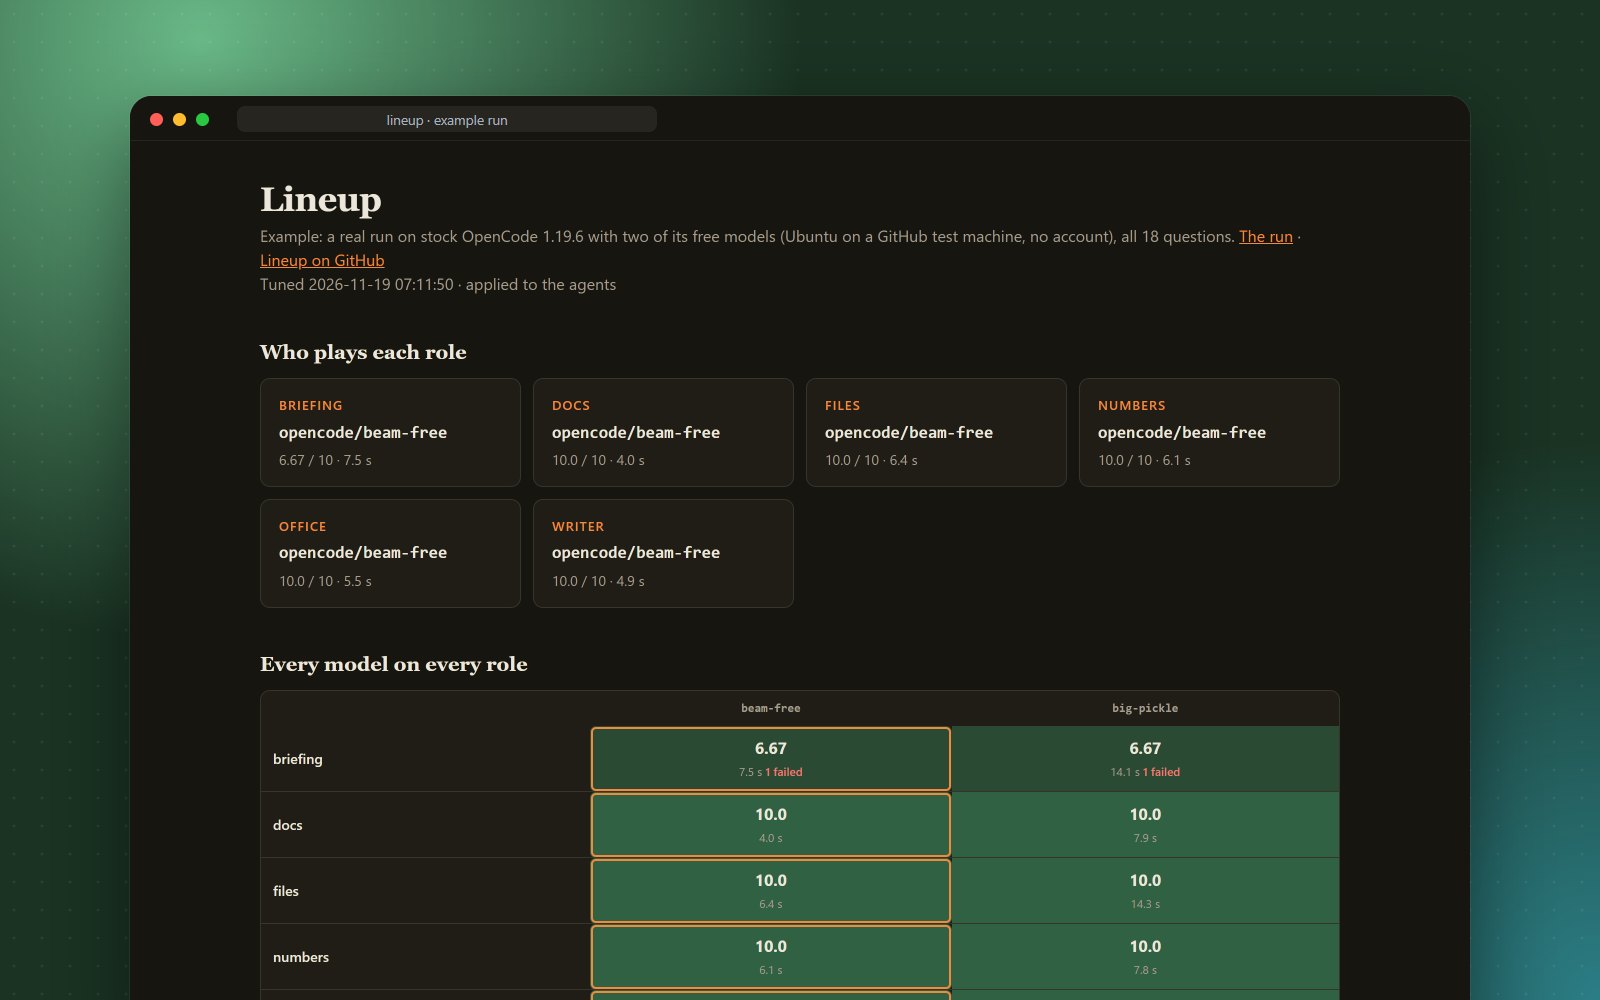 lineup · example run
Lineup
Example: a real run on stock OpenCode 1.19.6 with two of its free models (Ubuntu on a GitHub test machine, no account), all 18 questions. The run ·
Lineup on GitHub
Tuned 2026-11-19 07:11:50 · applied to the agents
Who plays each role
BRIEFING
opencode/beam-free
6.67 / 10 · 7.5 s
DOCS
opencode/beam-free
10.0 / 10 · 4.0 s
FILES
opencode/beam-free
10.0 / 10 · 6.4 s
NUMBERS
opencode/beam-free
10.0 / 10 · 6.1 s
OFFICE
opencode/beam-free
10.0 / 10 · 5.5 s
WRITER
opencode/beam-free
10.0 / 10 · 4.9 s
Every model on every role
beam-free big-pickle
briefing 6.67 6.67
7.5 s 1 failed 14.1 s 1 failed
docs 10.0 10.0
4.0 s 7.9 s
files 10.0 10.0
6.4 s 14.3 s
numbers 10.0 10.0
6.1 s 7.8 s